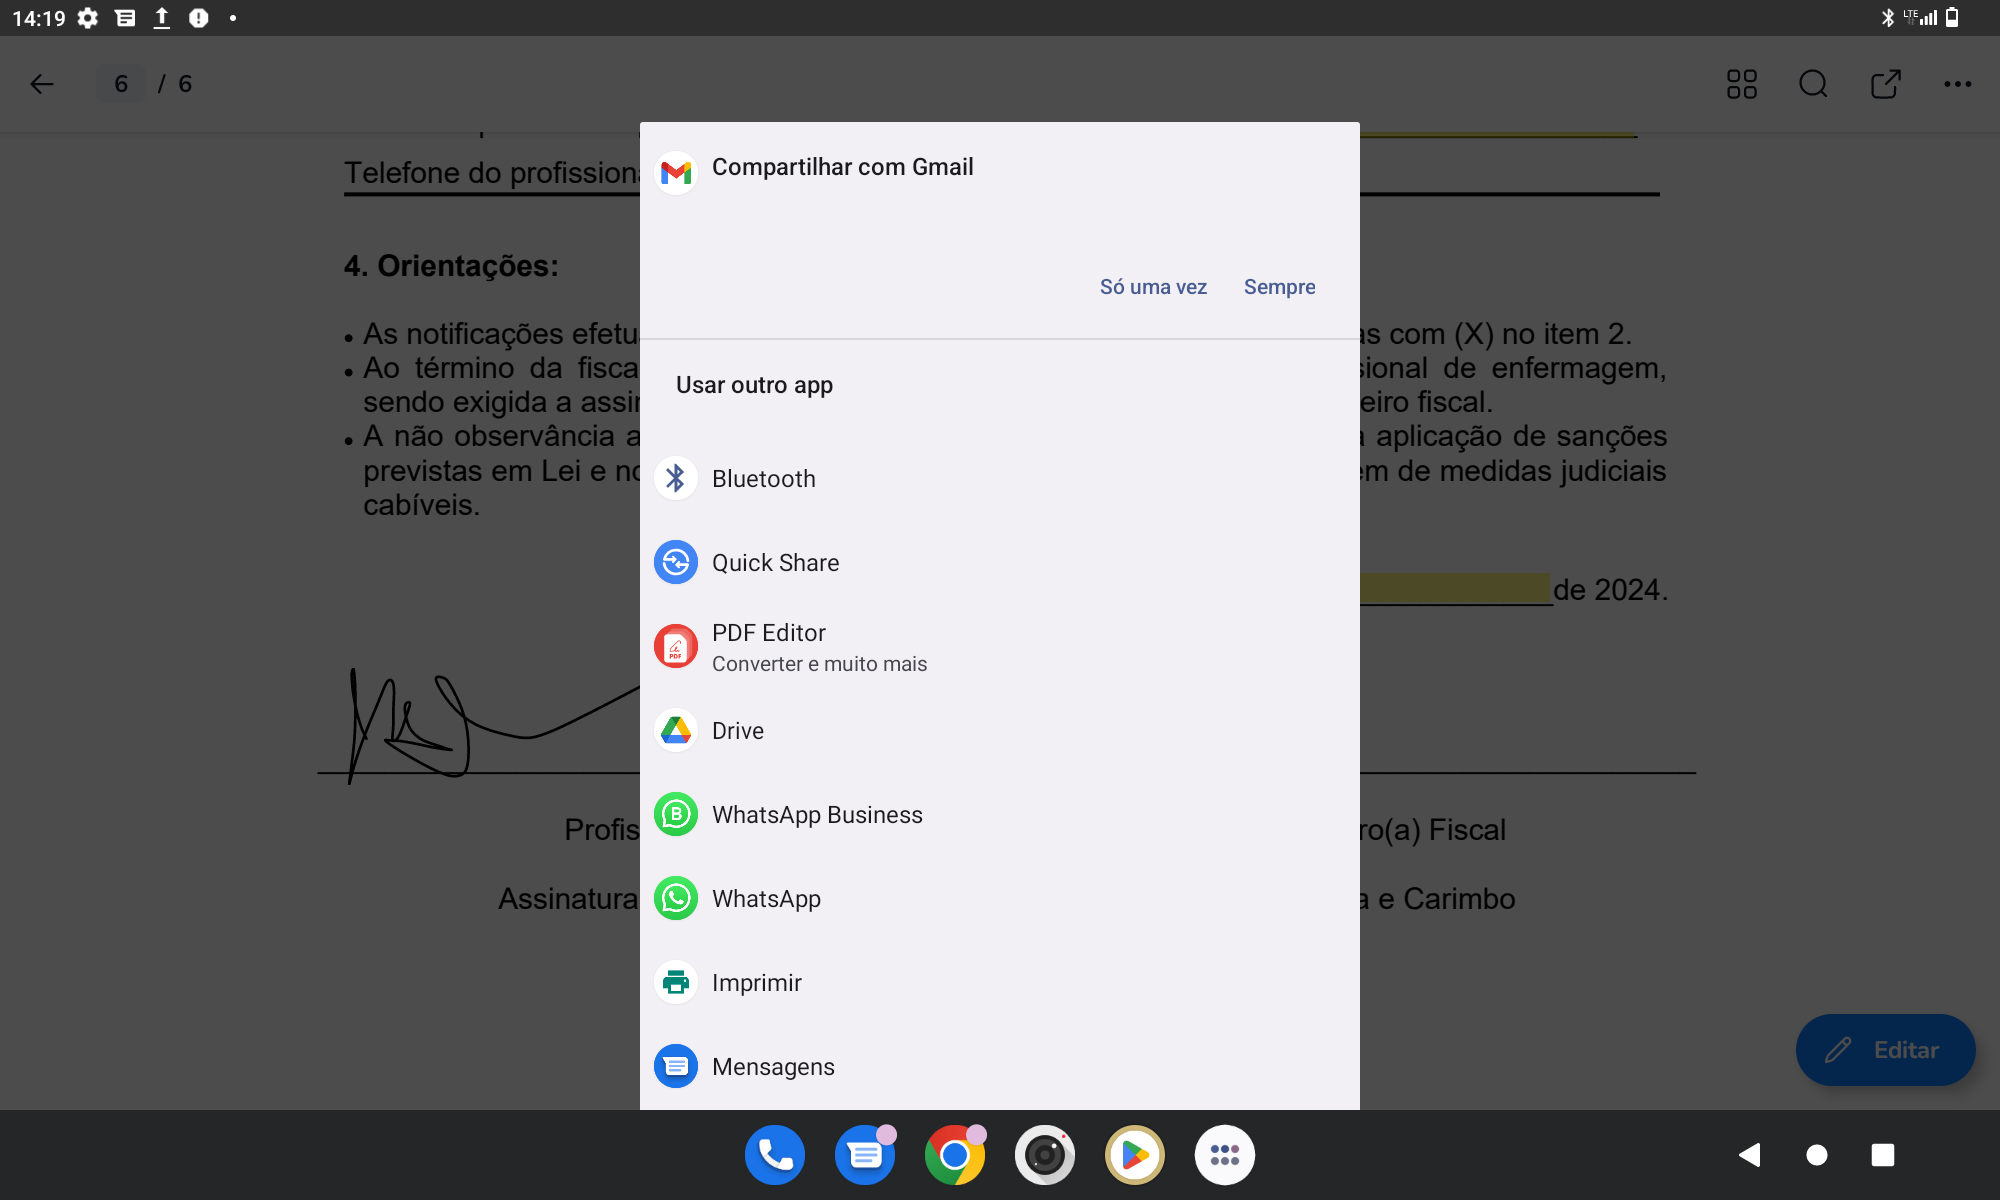 14:19
LTE
6 / 6
Telefone do profission
Compartilhar com Gmail
Só uma vez Sempre
4. Orientações:
• As notificações efetu as com (X) no item 2.
• Ao término da fisca sional de enfermagem,
sendo exigida a assi eiro fiscal.
• A não observância a a aplicação de sanções
previstas em Lei e no em de medidas judiciais
cabíveis.
de 2024.
Usar outro app
Bluetooth
Quick Share
PDF Editor
Converter e muito mais
Drive
WhatsApp Business
WhatsApp
Imprimir
Mensagens
Profis ro(a) Fiscal
Assinatura a e Carimbo
Editar